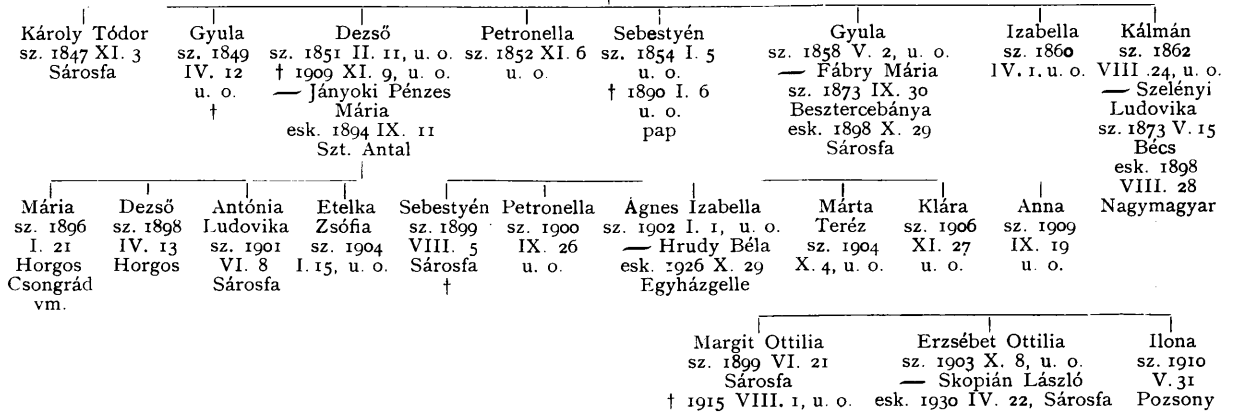 Károly Tódor
sz. 1847 XI. 3
Sárosfa
Gyula
sz. 1849
IV. 12
u. o.
†
Dezső
sz. 1851 II. 11, u. o.
† 1909 XI. 9, u. o.
— Jányoki Pénzes
Mária
esk. 1894 IX. 11
Szt. Antal
Petronella
sz. 1852 XI. 6
u. o.
Sebestyén
sz. 1854 I. 5
u. o.
† 1890 I. 6
u. o.
pap
Gyula
sz. 1858 V. 2, u. o.
— Fábry Mária
sz. 1873 IX. 30
Besztercebánya
esk. 1898 X. 29
Sárosfa
Izabella
sz. 1860
IV. 1. u. o.
Kálmán
sz. 1862
VIII .24, u. o.
— Szelényi
Ludovika
sz. 1873 V. 15
Bécs
esk. 1898
VIII. 28
Nagymagyar
Mária
sz. 1896
I. 21
Horgos
Csongrád
vm.
Dezső
sz. 1898
IV. 13
Horgos
Antónia
Ludovika
sz. 1901
VI. 8
Sárosfa
Etelka
Zsófia
sz. 1904
I. 15, u. o.
Sebestyén
sz. 1899
VIII. 5
Sárosfa
†
Petronella
sz. 1900
IX. 26
u. o.
Ágnes Izabella
sz. 1902 I. 1, u. o.
— Hrudy Béla
esk. 1926 X. 29
Egyházgelle
Márta
Teréz
sz. 1904
X. 4, u. o.
Klára
sz. 1906
XI. 27
u. o.
Anna
sz. 1909
IX. 19
u. o.
Margit Ottilia
sz. 1899 VI. 21
Sárosfa
† 1915 VIII. 1, u. o.
Erzsébet Ottilia
sz. 1903 X. 8, u. o.
— Skopián László
esk. 1930 IV. 22, Sárosfa
Ilona
sz. 1910
V. 31
Pozsony